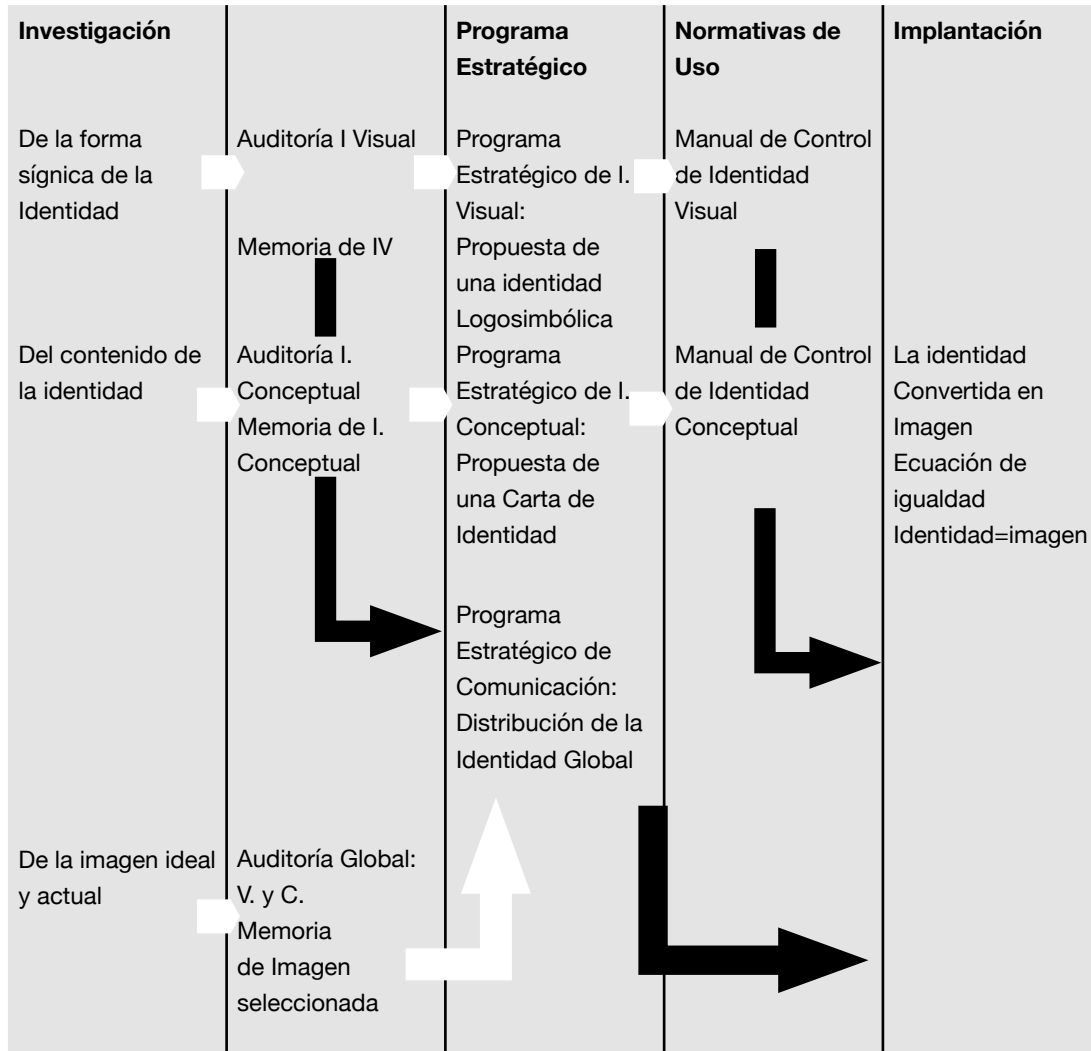 Investigación
Programa
Estratégico
Normativas de
Uso
Implantación
De la forma
sígnica de la
Identidad
Auditoría I Visual
Memoria de IV
Programa
Estratégico de I.
Visual:
Propuesta de
una identidad
Logosimbólica
Manual de Control
de Identidad
Visual
Del contenido de
la identidad
Auditoría I.
Conceptual
Memoria de I.
Conceptual
Programa
Estratégico de I.
Conceptual:
Propuesta de
una Carta de
Identidad
Manual de Control
de Identidad
Conceptual
La identidad
Convertida en
Imagen
Ecuación de
igualdad
Identidad=imagen
Programa
Estratégico de
Comunicación:
Distribución de la
Identidad Global
De la imagen ideal
y actual
Auditoría Global:
V. y C.
Memoria
de Imagen
seleccionada